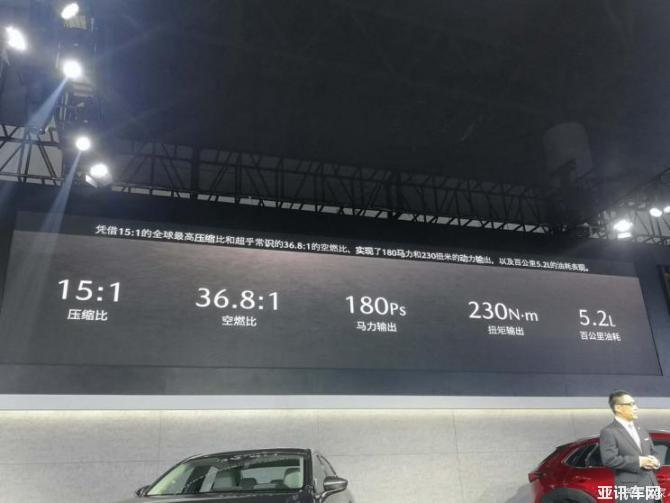 凭借15:1的全球最高压缩比和超乎常识的36.8:1的空燃比，实现了180马力和230扭米的动力输出，以及百公里5.2L的油耗表现。
15:1
压缩比
36.8:1
空燃比
180Ps
马力输出
230N·m
扭矩输出
5.2L
百公里油耗
亚讯车网